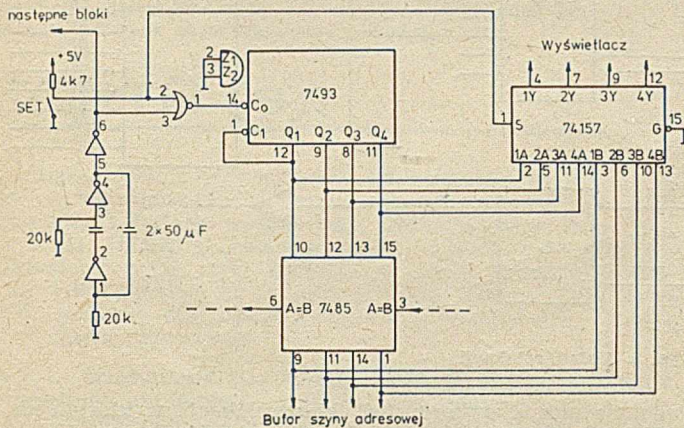 następne bloki
+5V
4k7
SET
2
3
1
6
5
4
3
20k
2×50µF
2
1
20k
2
3
Z1
Z2
7493
14
C0
1
C1
Q1 Q2 Q3 Q4
12 9 8 11
Wyświetlacz
4 7 9 12
1Y 2Y 3Y 4Y
1
S
74157
G
15
1A 2A 3A 4A 1B 2B 3B 4B
2 5 11 14 3 6 10 13
10 12 13 15
6
A=B
7485
A=B
3
9 11 14 1
Bufor szyny adresowej